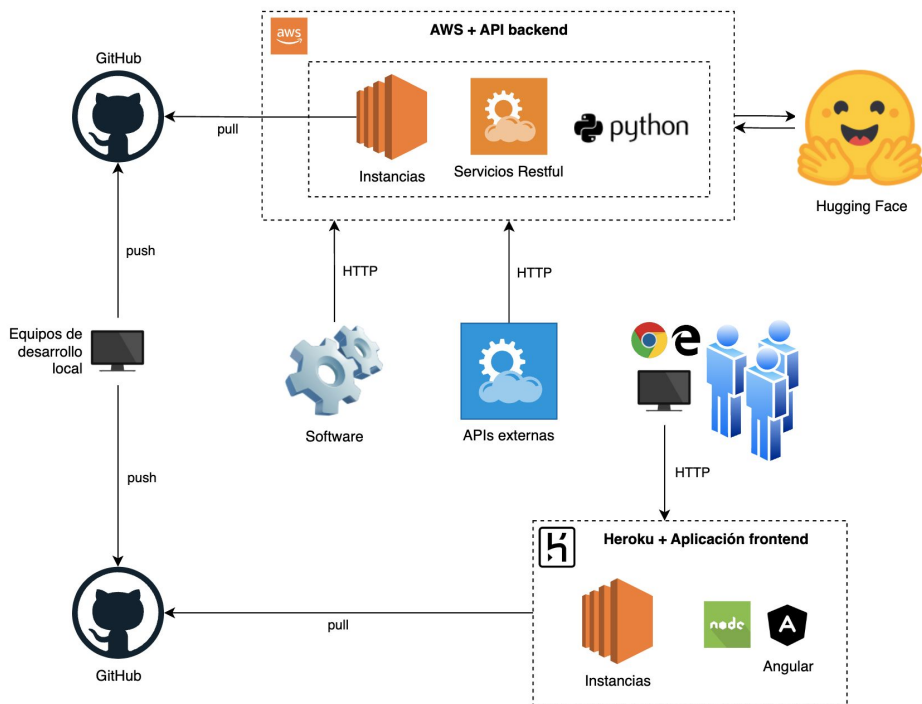 aws
AWS + API backend
GitHub
pull
Instancias
Servicios Restful
python
Hugging Face
push
HTTP
HTTP
Equipos de
desarrollo
local
Software
APIs externas
HTTP
push
Heroku + Aplicación frontend
node
A
Instancias
Angular
pull
GitHub